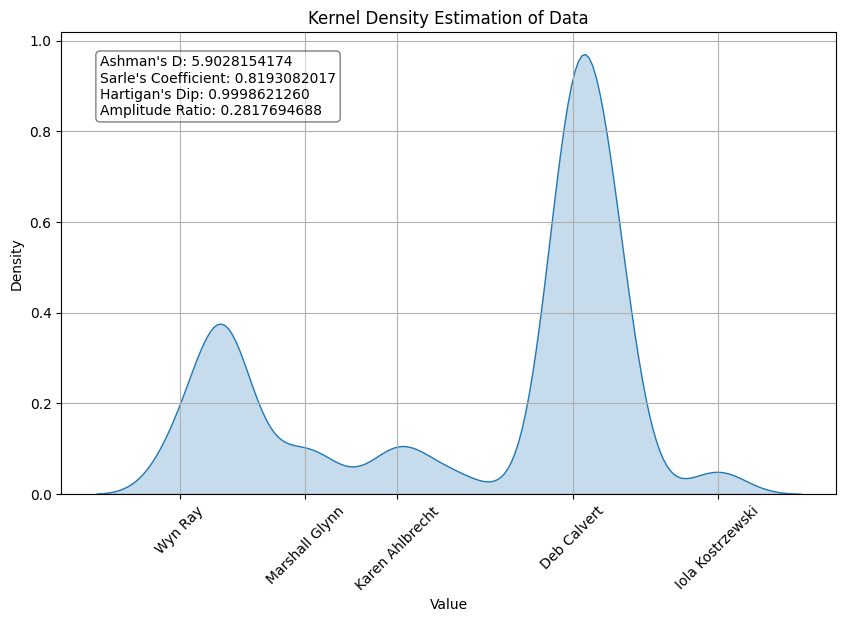 Kernel Density Estimation of Data
Ashman's D: 5.9028154174
Sarle's Coefficient: 0.8193082017
Hartigan's Dip: 0.9998621260
Amplitude Ratio: 0.2817694688
1.0
0.8
0.6
0.4
0.2
0.0
Density
Wyn Ray
Marshall Glynn
Karen Ahlbrecht
Deb Calvert
Iola Kostrzewski
Value